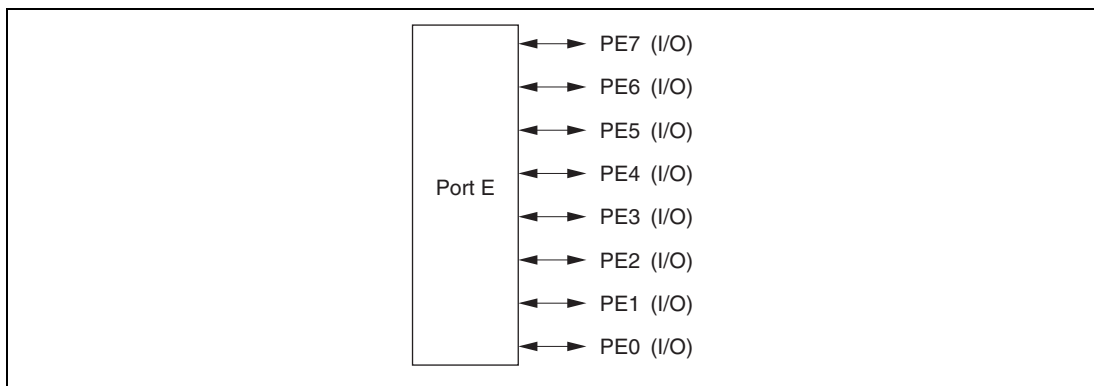 PE7 (I/O)
PE6 (I/O)
PE5 (I/O)
PE4 (I/O)
Port E
PE3 (I/O)
PE2 (I/O)
PE1 (I/O)
PE0 (I/O)